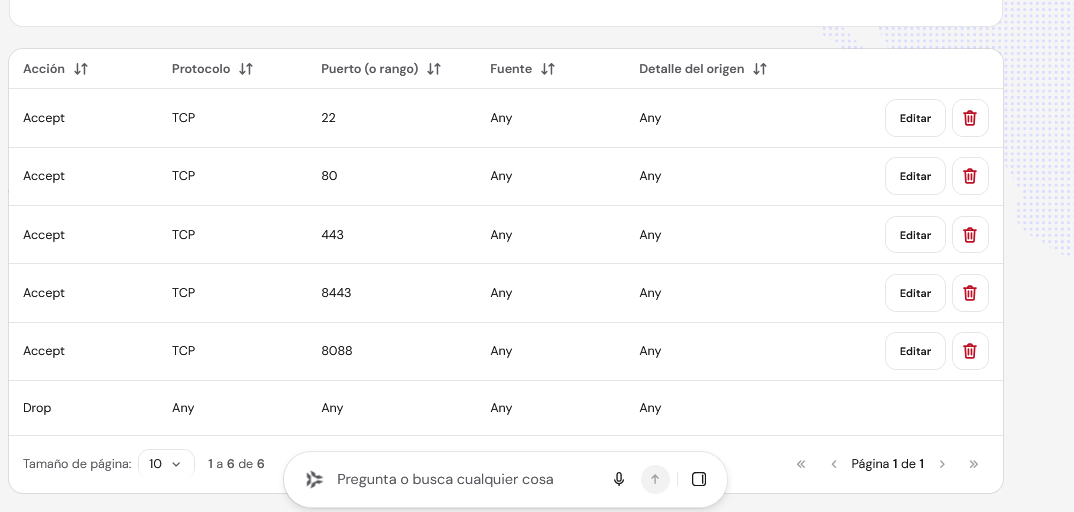 Acción Protocolo Puerto (o rango) Fuente Detalle del origen
Accept TCP 22 Any Any Editar
Accept TCP 80 Any Any Editar
Accept TCP 443 Any Any Editar
Accept TCP 8443 Any Any Editar
Accept TCP 8088 Any Any Editar
Drop Any Any Any Any
Tamaño de página: 10 1 a 6 de 6 Página 1 de 1
Pregunta o busca cualquier cosa